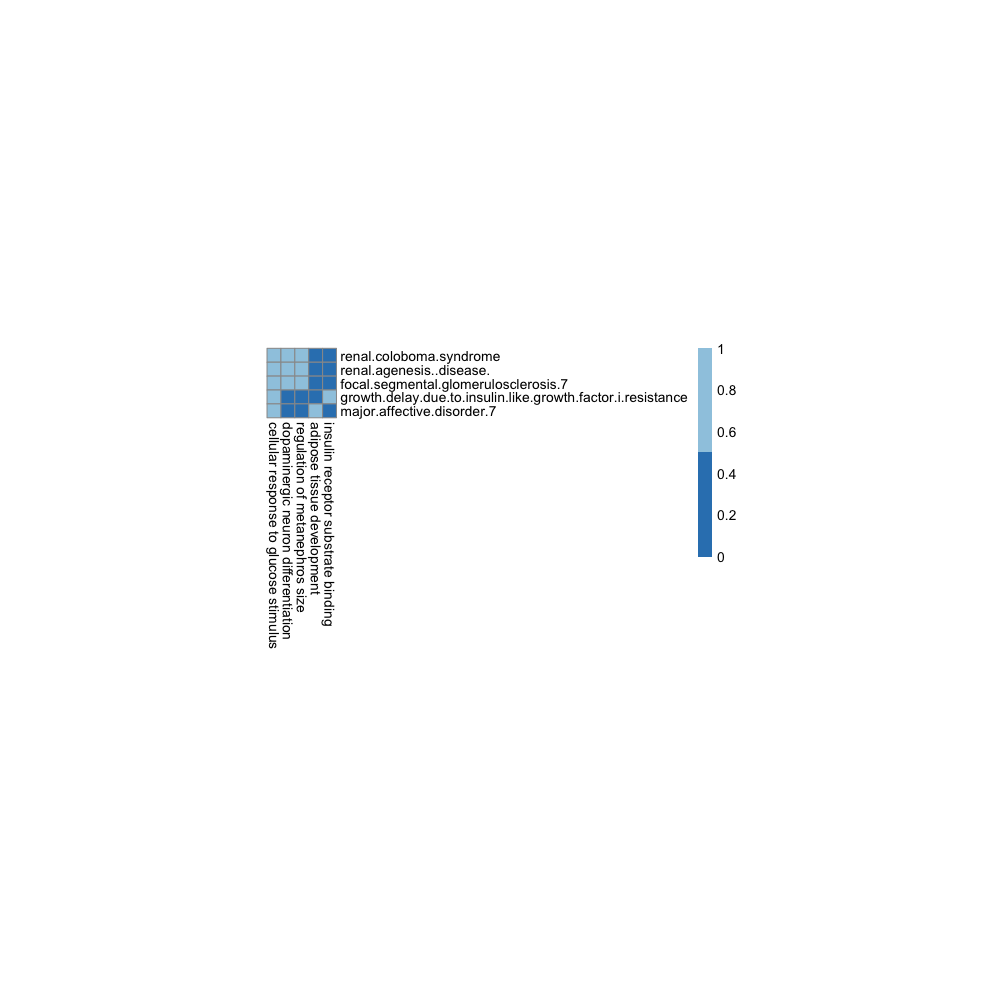 renal.coloboma.syndrome
renal.agenesis..disease.
focal.segmental.glomerulosclerosis.7
growth.delay.due.to.insulin.like.growth.factor.i.resistance
major.affective.disorder.7
cellular response to glucose stimulus
dopaminergic neuron differentiation
regulation of metanephros size
adipose tissue development
insulin receptor substrate binding
1
0.8
0.6
0.4
0.2
0